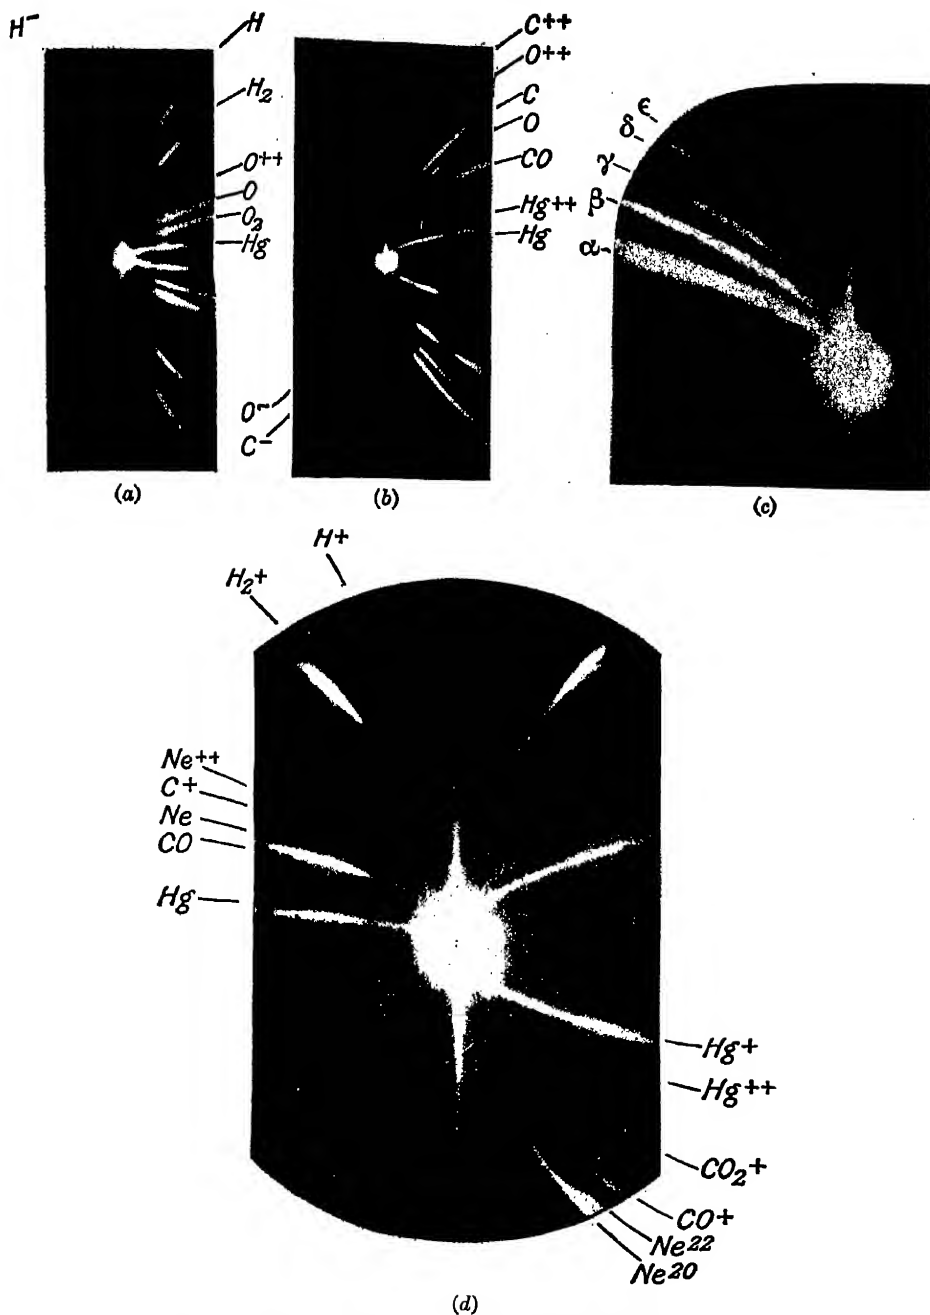 H⁻
H
H₂
O⁺⁺
O
O₂
Hg
(a)
C⁺⁺
O⁺⁺
C
O
CO
Hg⁺⁺
Hg
O⁻
C⁻
(b)
ε
δ
γ
β
α
(c)
H⁺
H₂⁺
Ne⁺⁺
C⁺
Ne
CO
Hg
Hg⁺
Hg⁺⁺
CO₂⁺
CO⁺
Ne²²
Ne²⁰
(d)